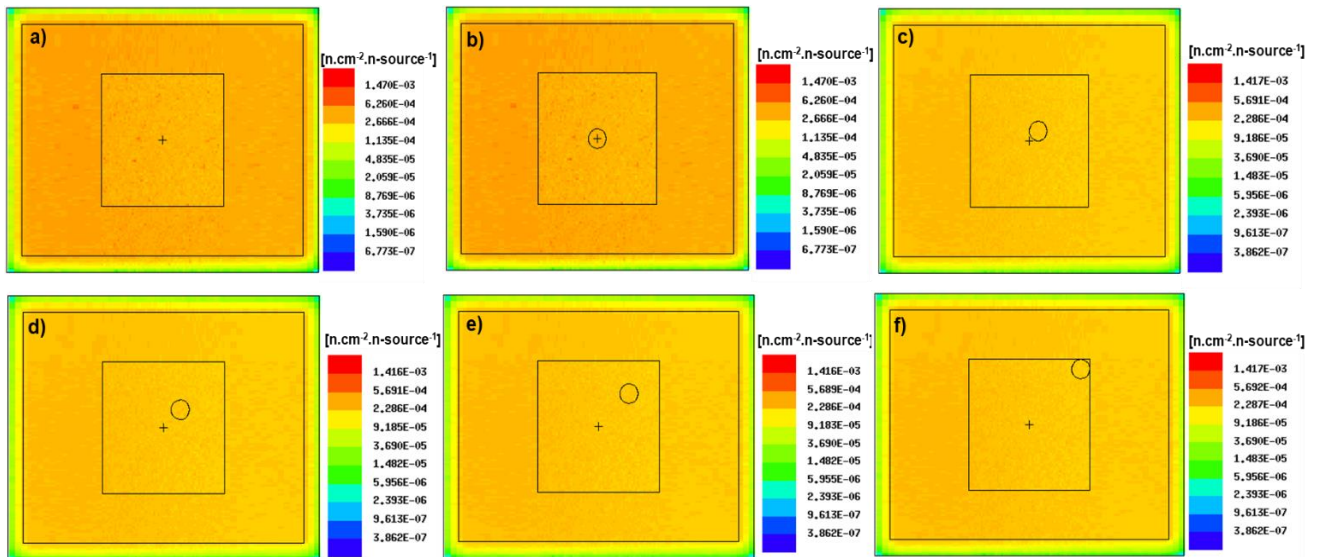 a)
[n.cm-2.n-source-1]
1.470E-03
6.260E-04
2.666E-04
1.135E-04
4.835E-05
2.059E-05
8.769E-06
3.735E-06
1.590E-06
6.773E-07
b)
[n.cm-2.n-source-1]
1.470E-03
6.260E-04
2.666E-04
1.135E-04
4.835E-05
2.059E-05
8.769E-06
3.735E-06
1.590E-06
6.773E-07
c)
[n.cm-2.n-source-1]
1.417E-03
5.691E-04
2.286E-04
9.186E-05
3.690E-05
1.483E-05
5.956E-06
2.393E-06
9.613E-07
3.862E-07
d)
[n.cm-2.n-source-1]
1.416E-03
5.691E-04
2.286E-04
9.185E-05
3.690E-05
1.482E-05
5.956E-06
2.393E-06
9.613E-07
3.862E-07
e)
[n.cm-2.n-source-1]
1.416E-03
5.689E-04
2.286E-04
9.183E-05
3.690E-05
1.482E-05
5.955E-06
2.393E-06
9.613E-07
3.862E-07
f)
[n.cm-2.n-source-1]
1.417E-03
5.692E-04
2.287E-04
9.186E-05
3.690E-05
1.483E-05
5.956E-06
2.393E-06
9.613E-07
3.862E-07